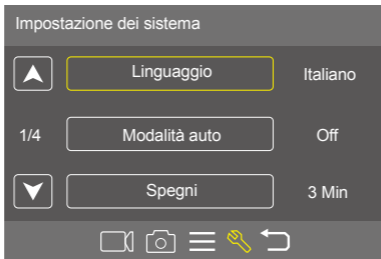 Impostazione dei sistema
Linguaggio Italiano
1/4 Modalità auto Off
Spegni 3 Min